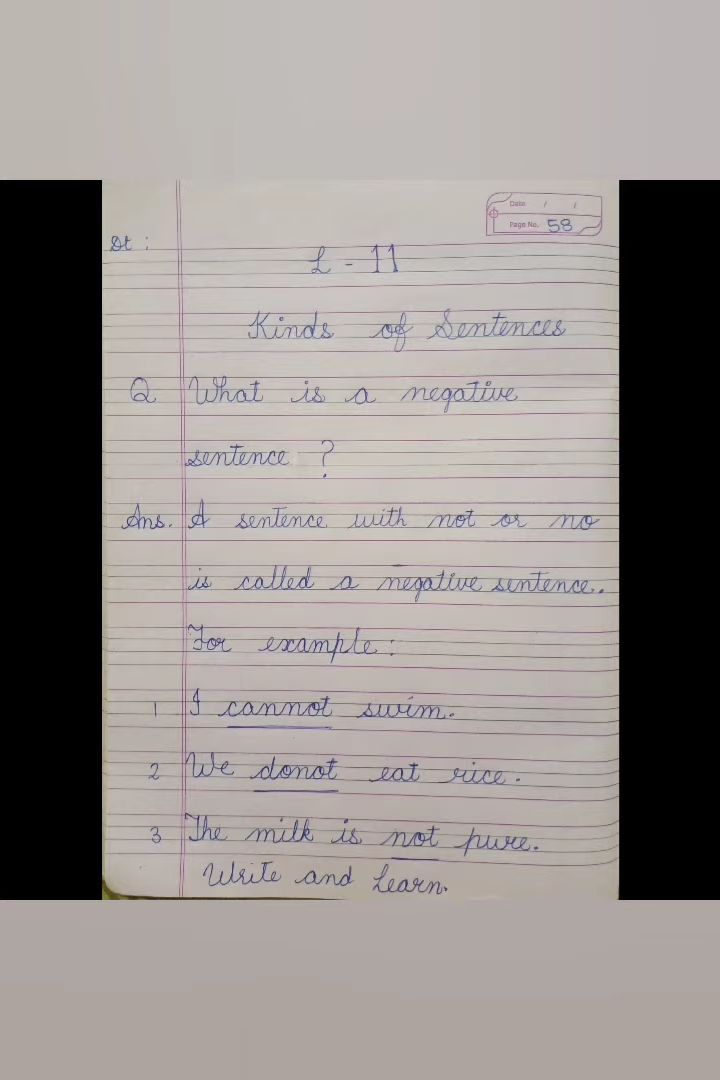 Date / /
Page No. 58
Dt :
L - 11
Kinds of Sentences
Q What is a negative
sentence ?
Ans. A sentence with not or no
is called a negative sentence.
For example :
1 I cannot swim.
2 We donot eat rice.
3 The milk is not pure.
Write and Learn.